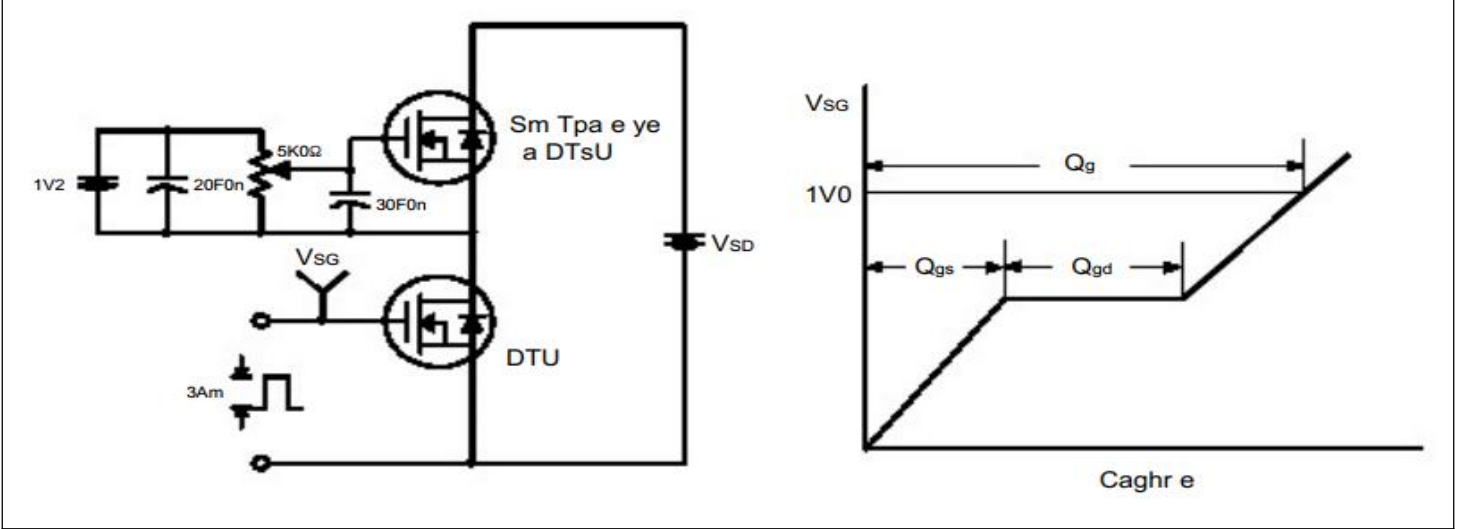 Sm Tpa e ye
a DTsU
5K0Ω
1V2
20F0n
30F0n
VSG
VSD
DTU
3Am
VSG
Qg
1V0
Qgs
Qgd
Caghr e